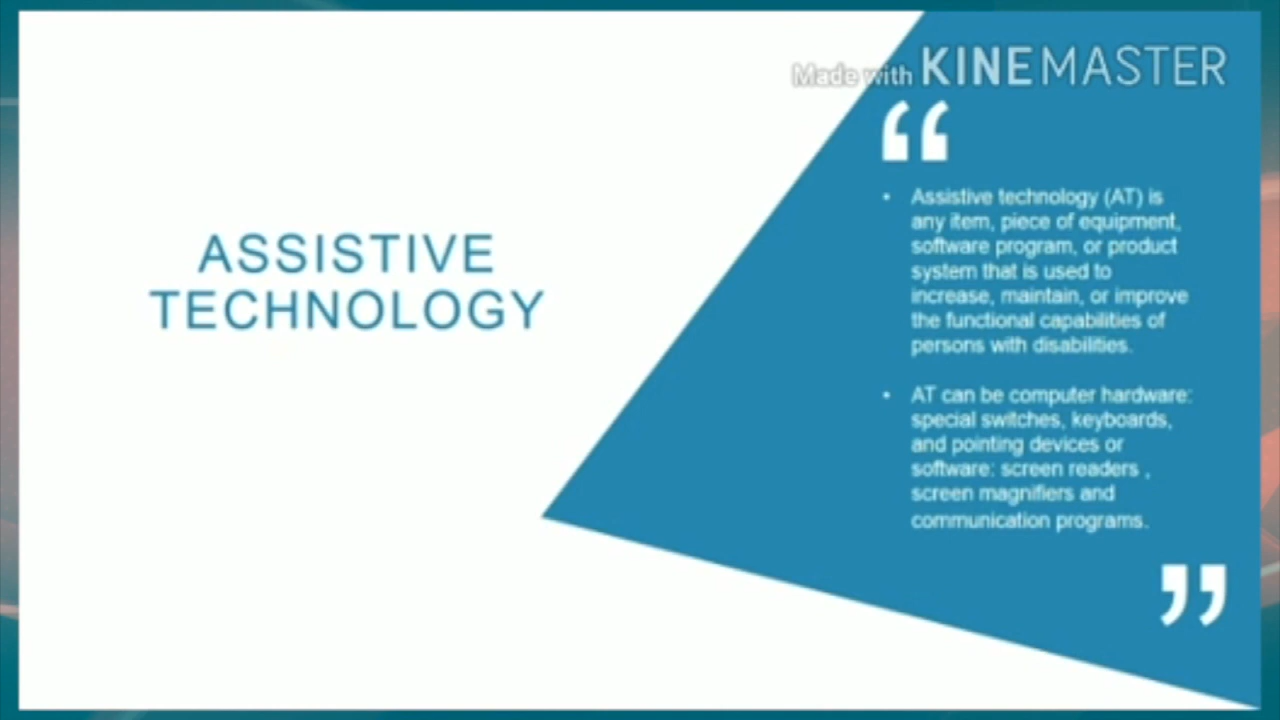 Made with KINEMASTER
ASSISTIVE
TECHNOLOGY
“
• Assistive technology (AT) is
any item, piece of equipment,
software program, or product
system that is used to
increase, maintain, or improve
the functional capabilities of
persons with disabilities.
• AT can be computer hardware:
special switches, keyboards,
and pointing devices or
software: screen readers ,
screen magnifiers and
communication programs.
”